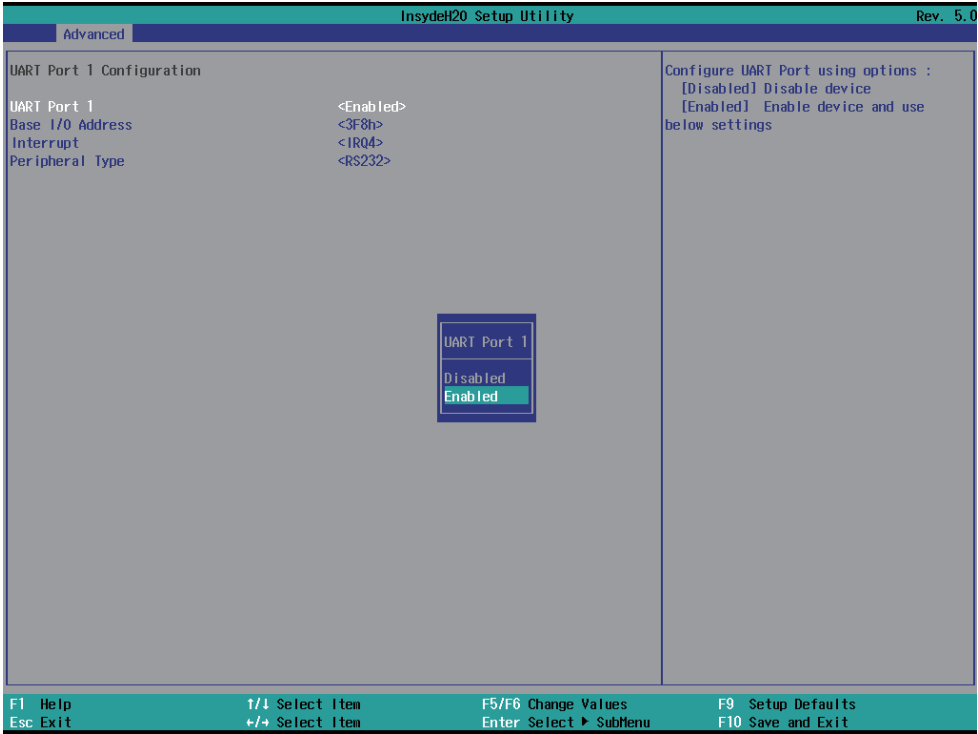 InsydeH20 Setup Utility Rev. 5.0
Advanced
UART Port 1 Configuration
UART Port 1 <Enabled>
Base I/O Address <3F8h>
Interrupt <IRQ4>
Peripheral Type <RS232>
Configure UART Port using options :
[Disabled] Disable device
[Enabled] Enable device and use
below settings
UART Port 1
Disabled
Enabled
F1 Help ↑/↓ Select Item F5/F6 Change Values F9 Setup Defaults
Esc Exit ←/→ Select Item Enter Select ▶ SubMenu F10 Save and Exit